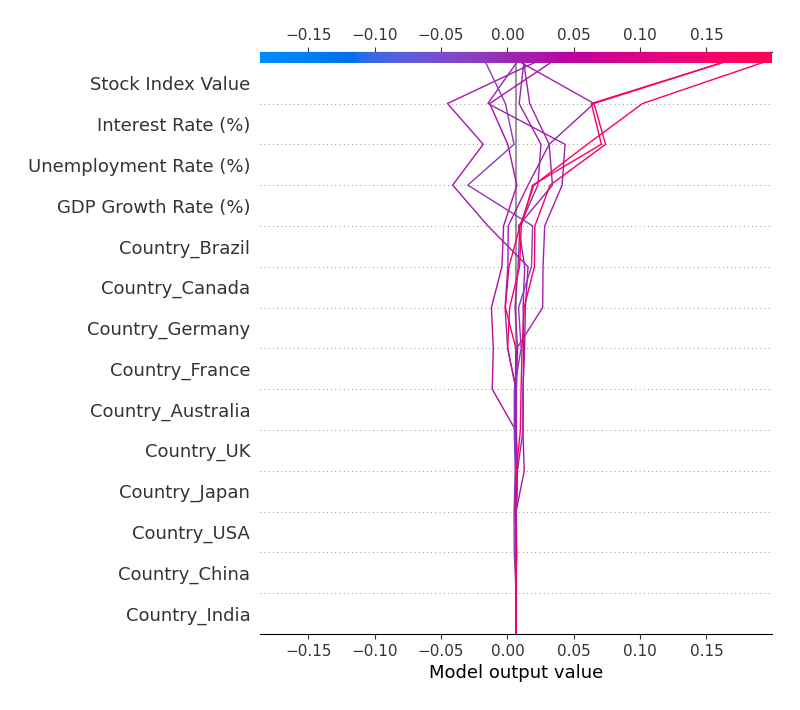 −0.15 −0.10 −0.05 0.00 0.05 0.10 0.15
Stock Index Value
Interest Rate (%)
Unemployment Rate (%)
GDP Growth Rate (%)
Country_Brazil
Country_Canada
Country_Germany
Country_France
Country_Australia
Country_UK
Country_Japan
Country_USA
Country_China
Country_India
−0.15 −0.10 −0.05 0.00 0.05 0.10 0.15
Model output value